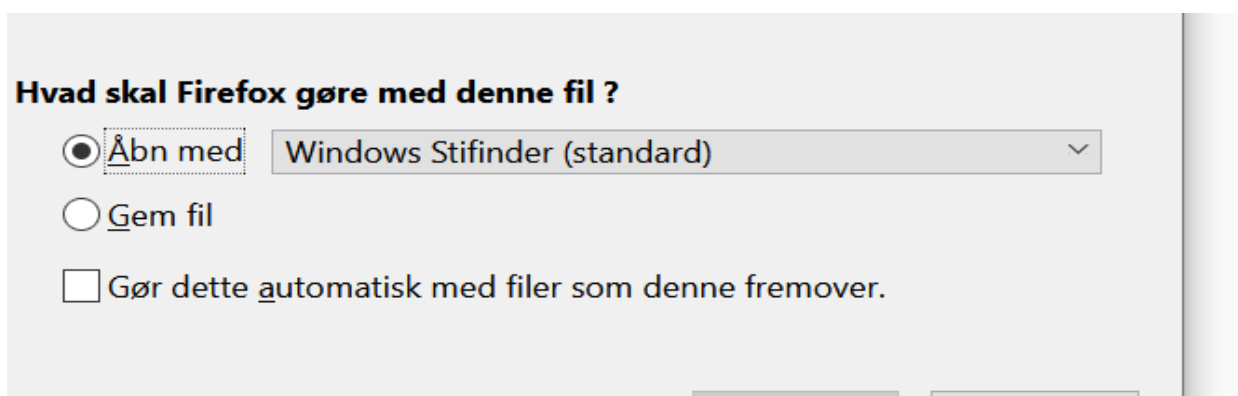 Hvad skal Firefox gøre med denne fil ?
Åbn med Windows Stifinder (standard)
Gem fil
Gør dette automatisk med filer som denne fremover.